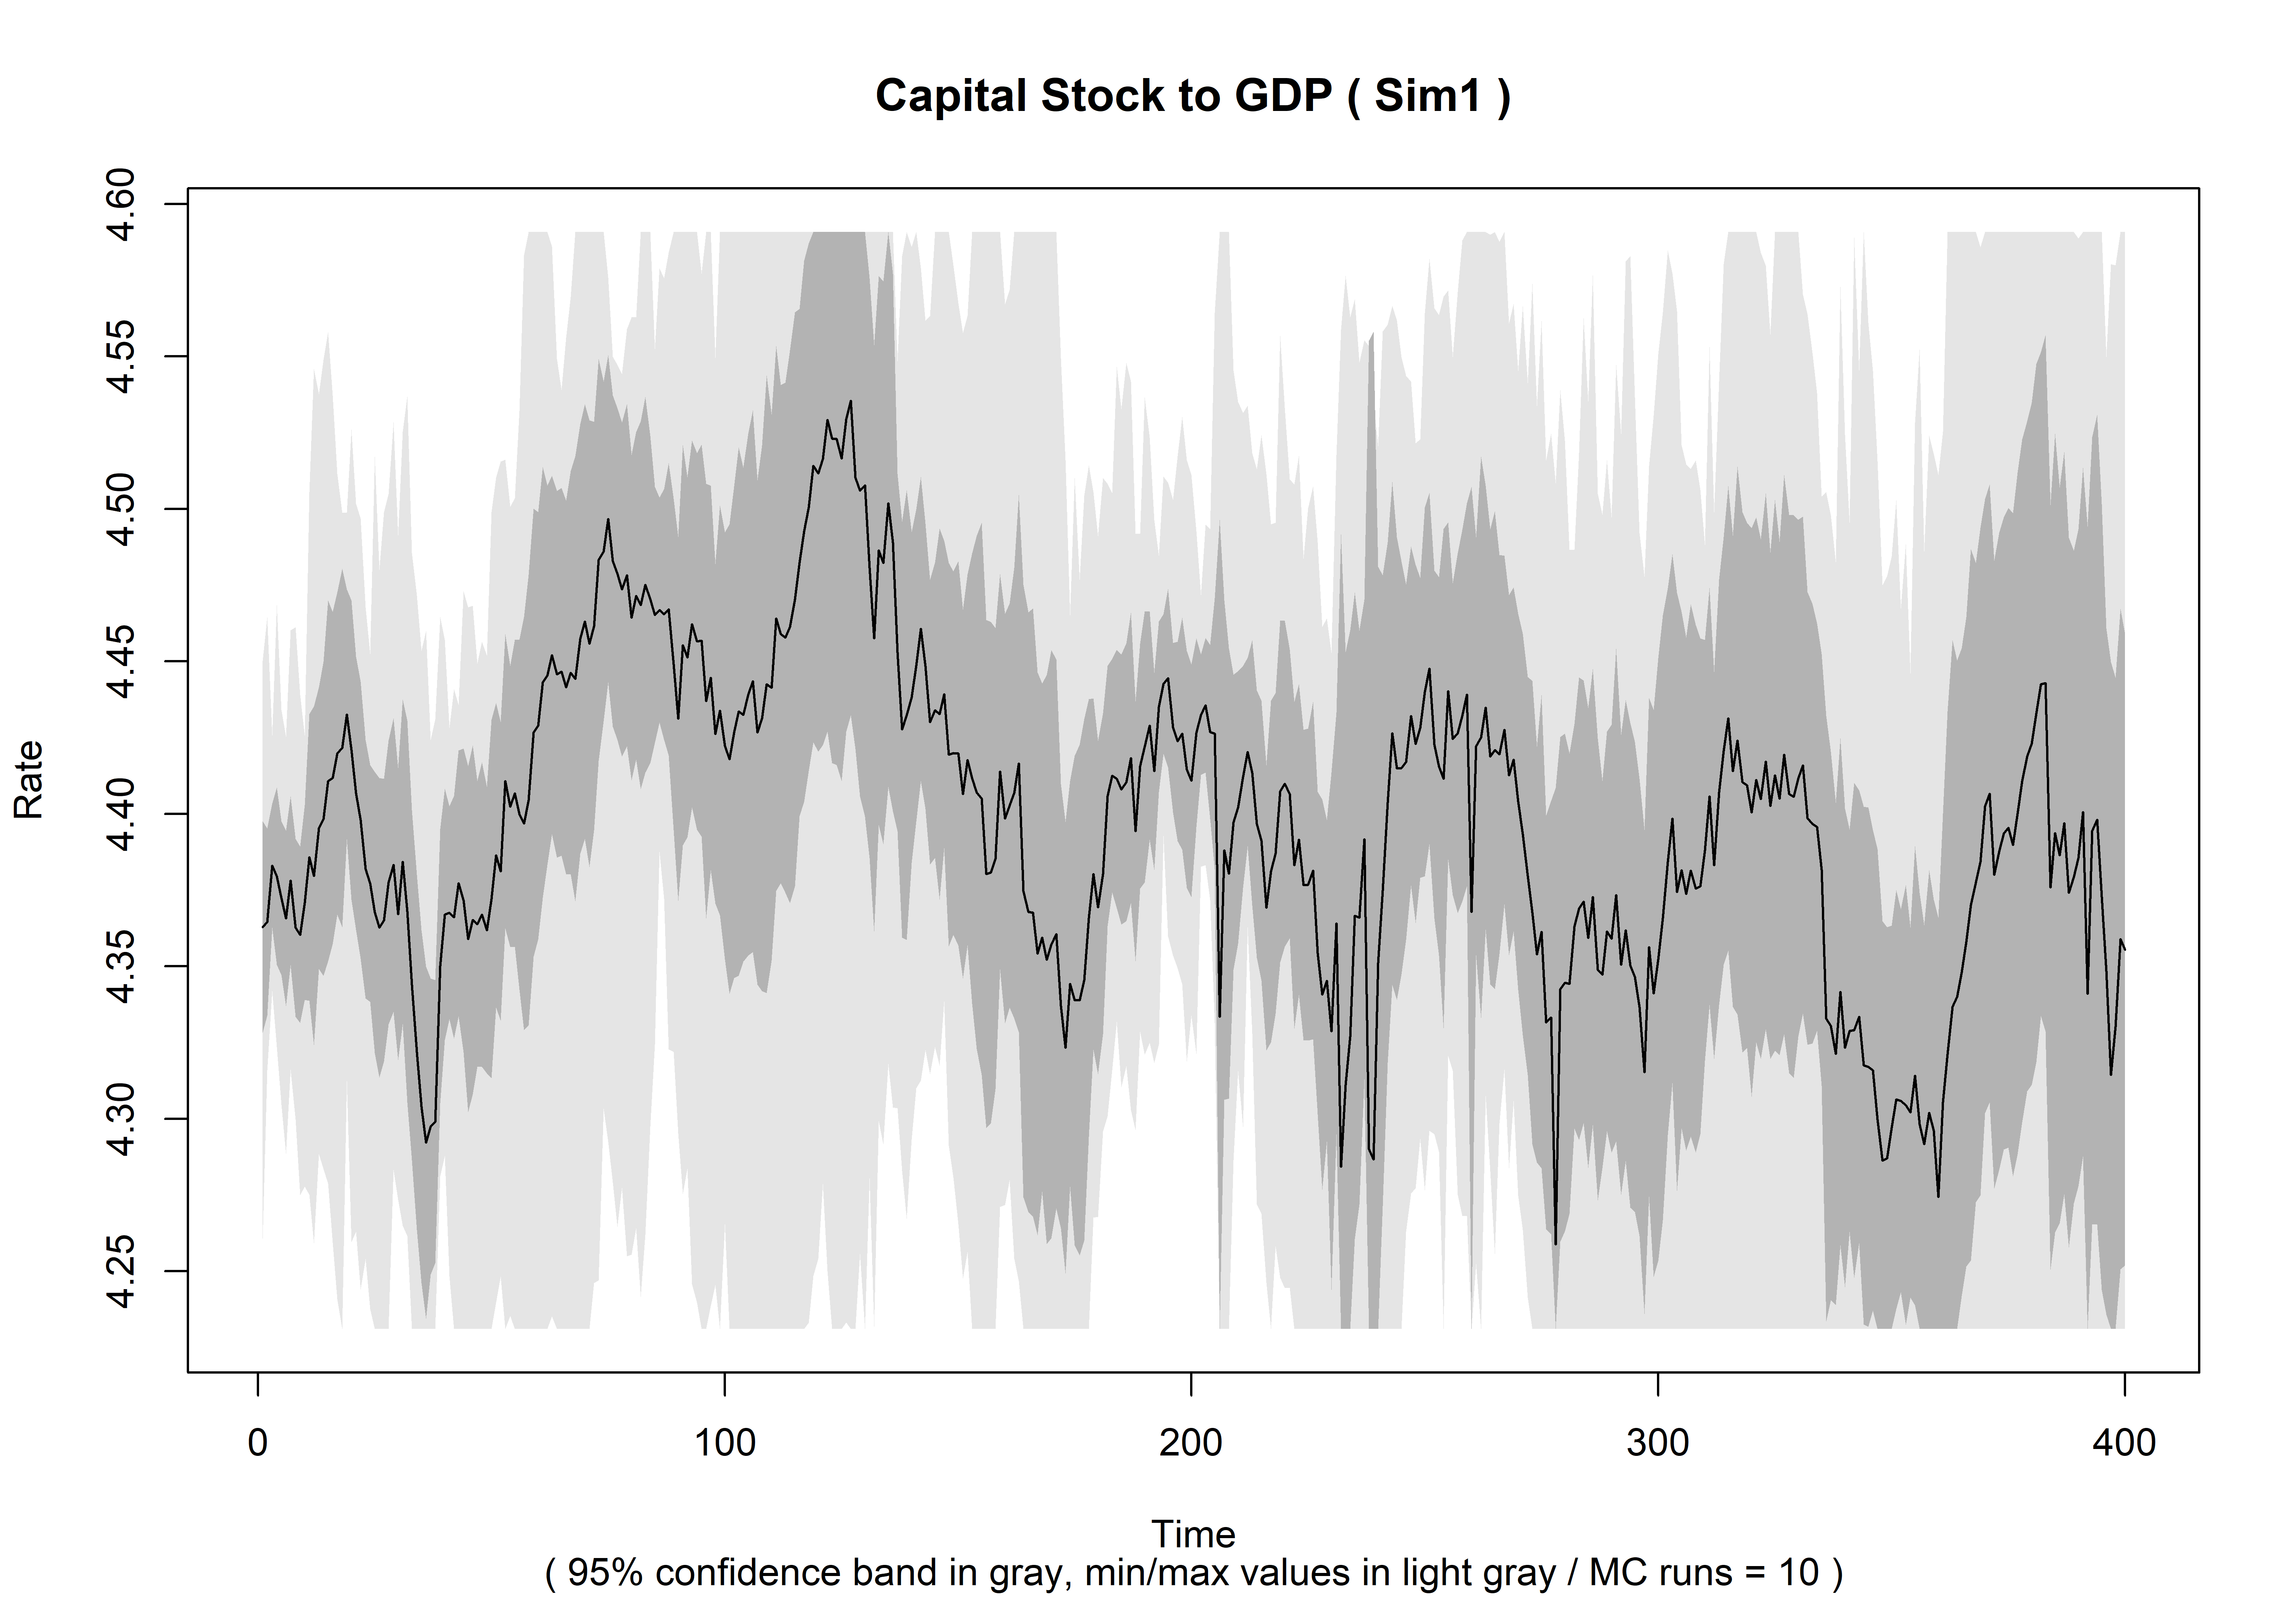 Capital Stock to GDP ( Sim1 )
Rate
4.60
4.55
4.50
4.45
4.40
4.35
4.30
4.25
0 100 200 300 400
Time
( 95% confidence band in gray, min/max values in light gray / MC runs = 10 )